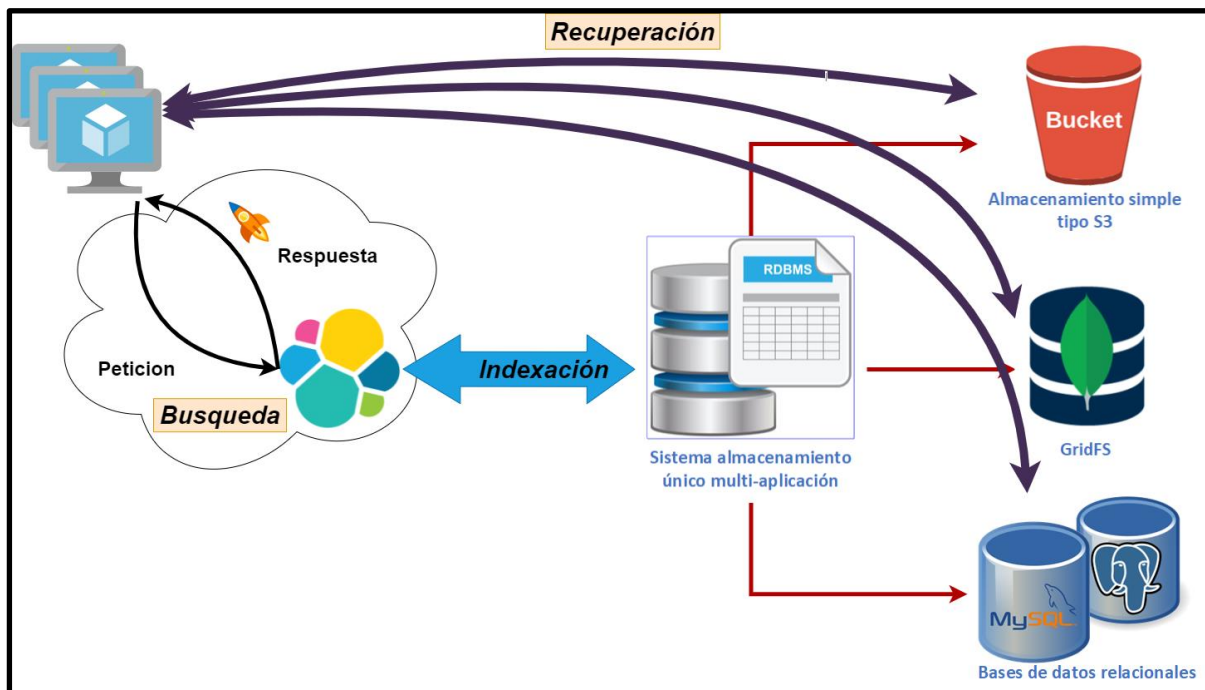 Recuperación
Bucket
Almacenamiento simple
tipo S3
Respuesta
RDBMS
Peticion
Indexación
Busqueda
Sistema almacenamiento
único multi-aplicación
GridFS
MySQL
Bases de datos relacionales